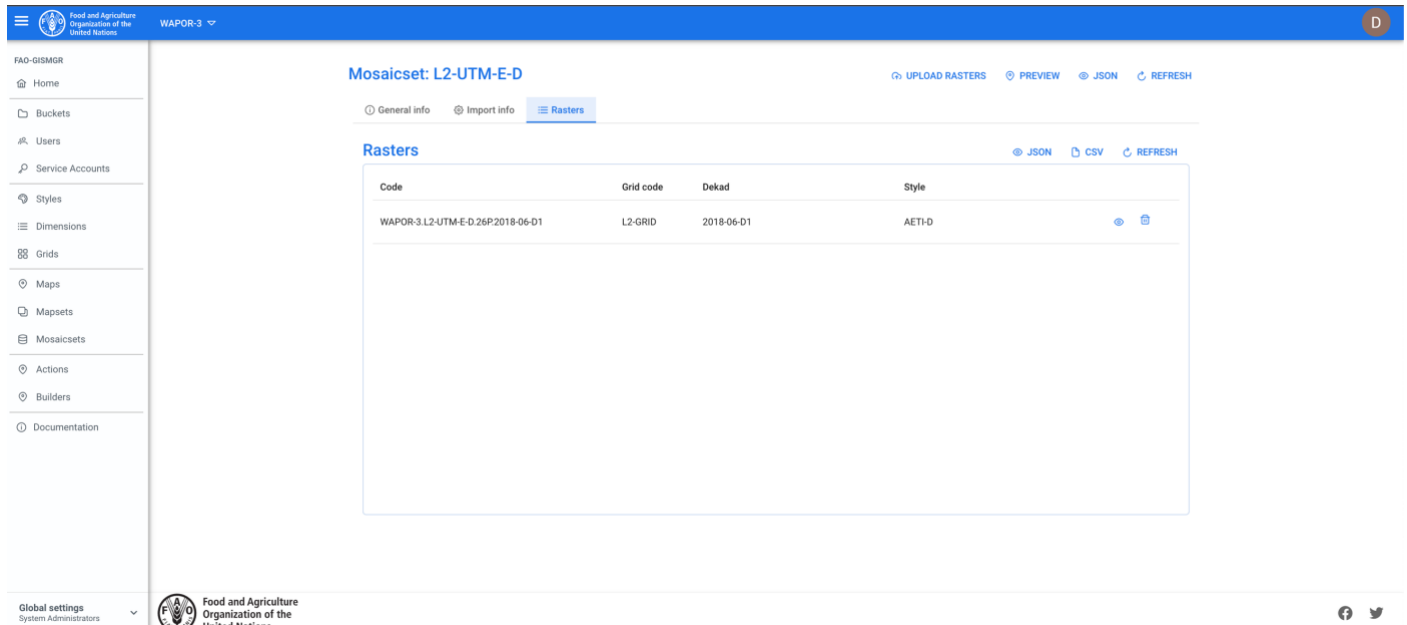 Food and Agriculture
Organization of the
United Nations
WAPOR-3
D
FAO-GISMGR
Home
Buckets
Users
Service Accounts
Styles
Dimensions
Grids
Maps
Mapsets
Mosaicsets
Actions
Builders
Documentation
Global settings
System Administrators
Mosaicset: L2-UTM-E-D
UPLOAD RASTERS PREVIEW JSON REFRESH
General info Import info Rasters
Rasters
JSON CSV REFRESH
Code Grid code Dekad Style
WAPOR-3.L2-UTM-E-D.26P.2018-06-D1 L2-GRID 2018-06-D1 AETI-D
Food and Agriculture
Organization of the
United Nations